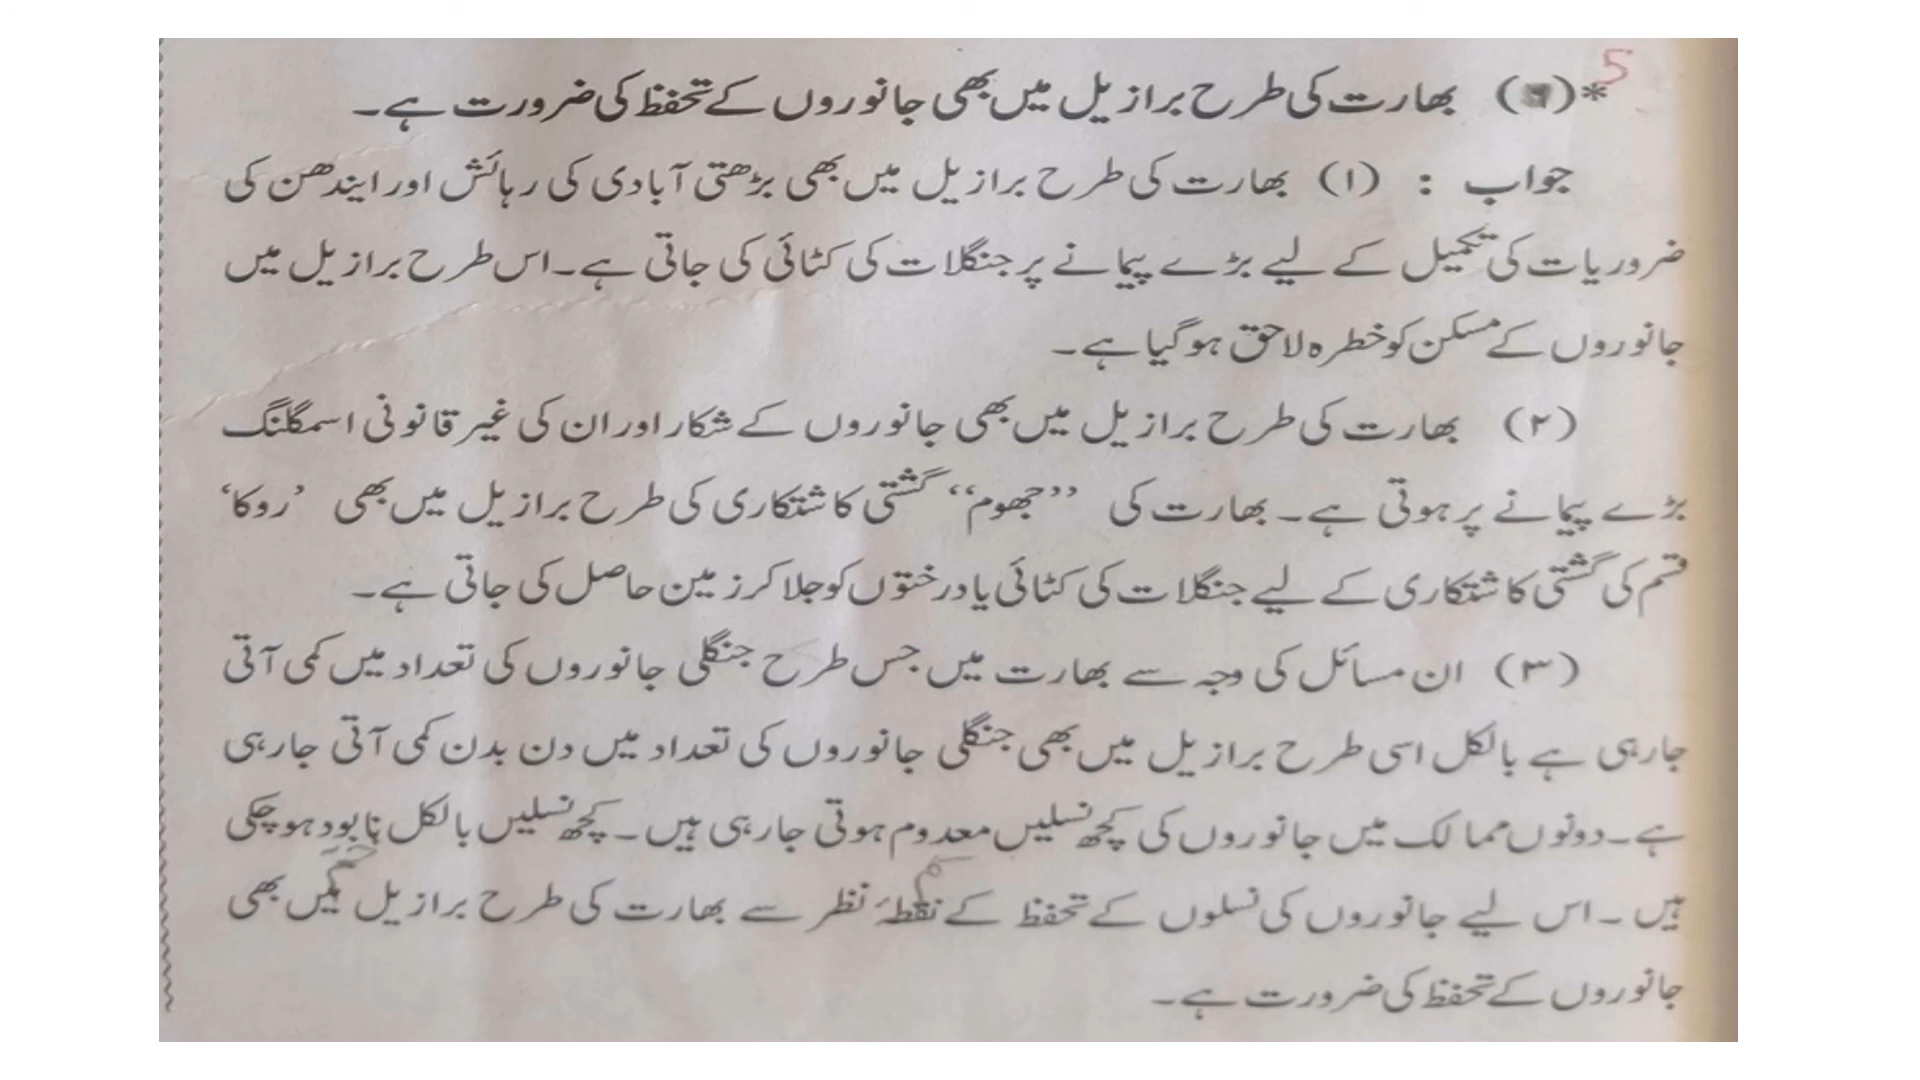 5
*(۵) بھارت کی طرح برازیل میں بھی جانوروں کے تحفظ کی ضرورت ہے۔
جواب : (۱) بھارت کی طرح برازیل میں بھی بڑھتی آبادی کی رہائش اور ایندھن کی
ضروریات کی تکمیل کے لیے بڑے پیمانے پر جنگلات کی کٹائی کی جاتی ہے۔ اس طرح برازیل میں
جانوروں کے مسکن کو خطرہ لاحق ہوگیا ہے۔
(۲) بھارت کی طرح برازیل میں بھی جانوروں کے شکار اور ان کی غیر قانونی اسمگلنگ
بڑے پیمانے پر ہوتی ہے۔ بھارت کی ”جھوم“ گشتی کاشتکاری کی طرح برازیل میں بھی ’روکا‘
قسم کی گشتی کاشتکاری کے لیے جنگلات کی کٹائی یا درختوں کو جلا کر زمین حاصل کی جاتی ہے۔
(۳) ان مسائل کی وجہ سے بھارت میں جس طرح جنگلی جانوروں کی تعداد میں کمی آتی
جارہی ہے بالکل اسی طرح برازیل میں بھی جنگلی جانوروں کی تعداد میں دن بدن کمی آتی جارہی
ہے۔ دونوں ممالک میں جانوروں کی کچھ نسلیں معدوم ہوتی جارہی ہیں۔ کچھ نسلیں بالکل نابود ہوچکی
ہیں۔ اس لیے جانوروں کی نسلوں کے تحفظ کے نقطۂ نظر سے بھارت کی طرح برازیل میں بھی
جانوروں کے تحفظ کی ضرورت ہے۔